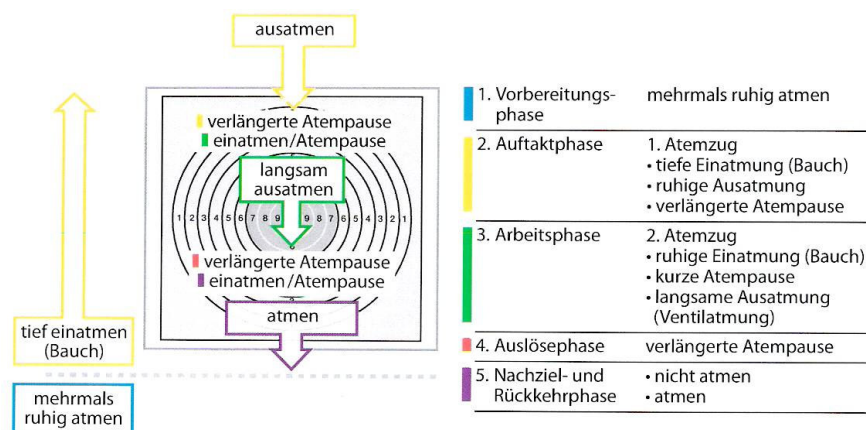 ausatmen
verlängerte Atempause
einatmen/Atempause
langsam
ausatmen
1 2 3 4 5 6 7 8 9 9 8 7 6 5 4 3 2 1
verlängerte Atempause
einatmen/Atempause
atmen
tief einatmen
(Bauch)
mehrmals
ruhig atmen
1. Vorbereitungs- mehrmals ruhig atmen
phase
2. Auftaktphase 1. Atemzug
• tiefe Einatmung (Bauch)
• ruhige Ausatmung
• verlängerte Atempause
3. Arbeitsphase 2. Atemzug
• ruhige Einatmung (Bauch)
• kurze Atempause
• langsame Ausatmung
(Ventilatmung)
4. Auslösephase verlängerte Atempause
5. Nachziel- und • nicht atmen
Rückkehrphase • atmen